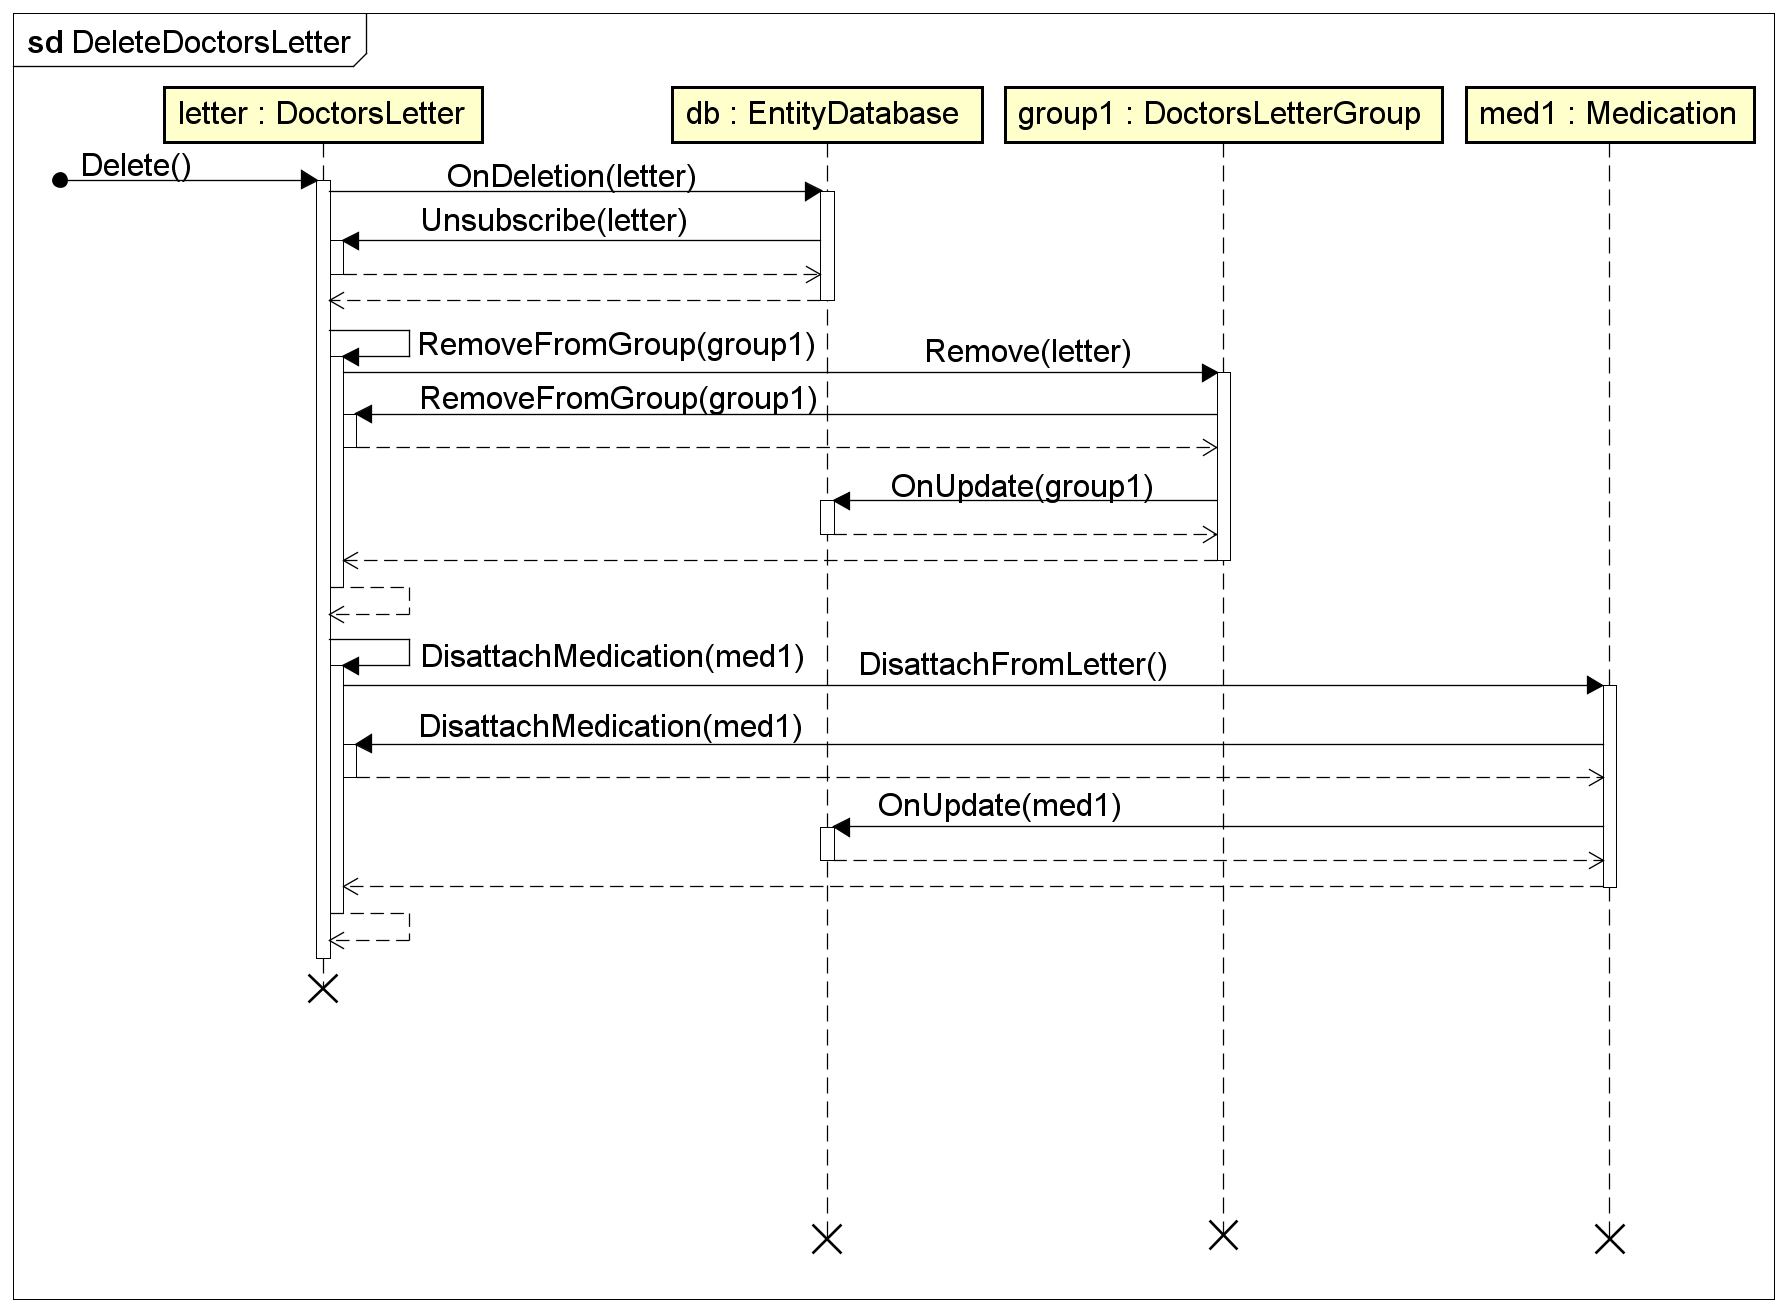 sd DeleteDoctorsLetter
letter : DoctorsLetter
db : EntityDatabase
group1 : DoctorsLetterGroup
med1 : Medication
Delete()
OnDeletion(letter)
Unsubscribe(letter)
RemoveFromGroup(group1)
Remove(letter)
RemoveFromGroup(group1)
OnUpdate(group1)
DisattachMedication(med1)
DisattachFromLetter()
DisattachMedication(med1)
OnUpdate(med1)